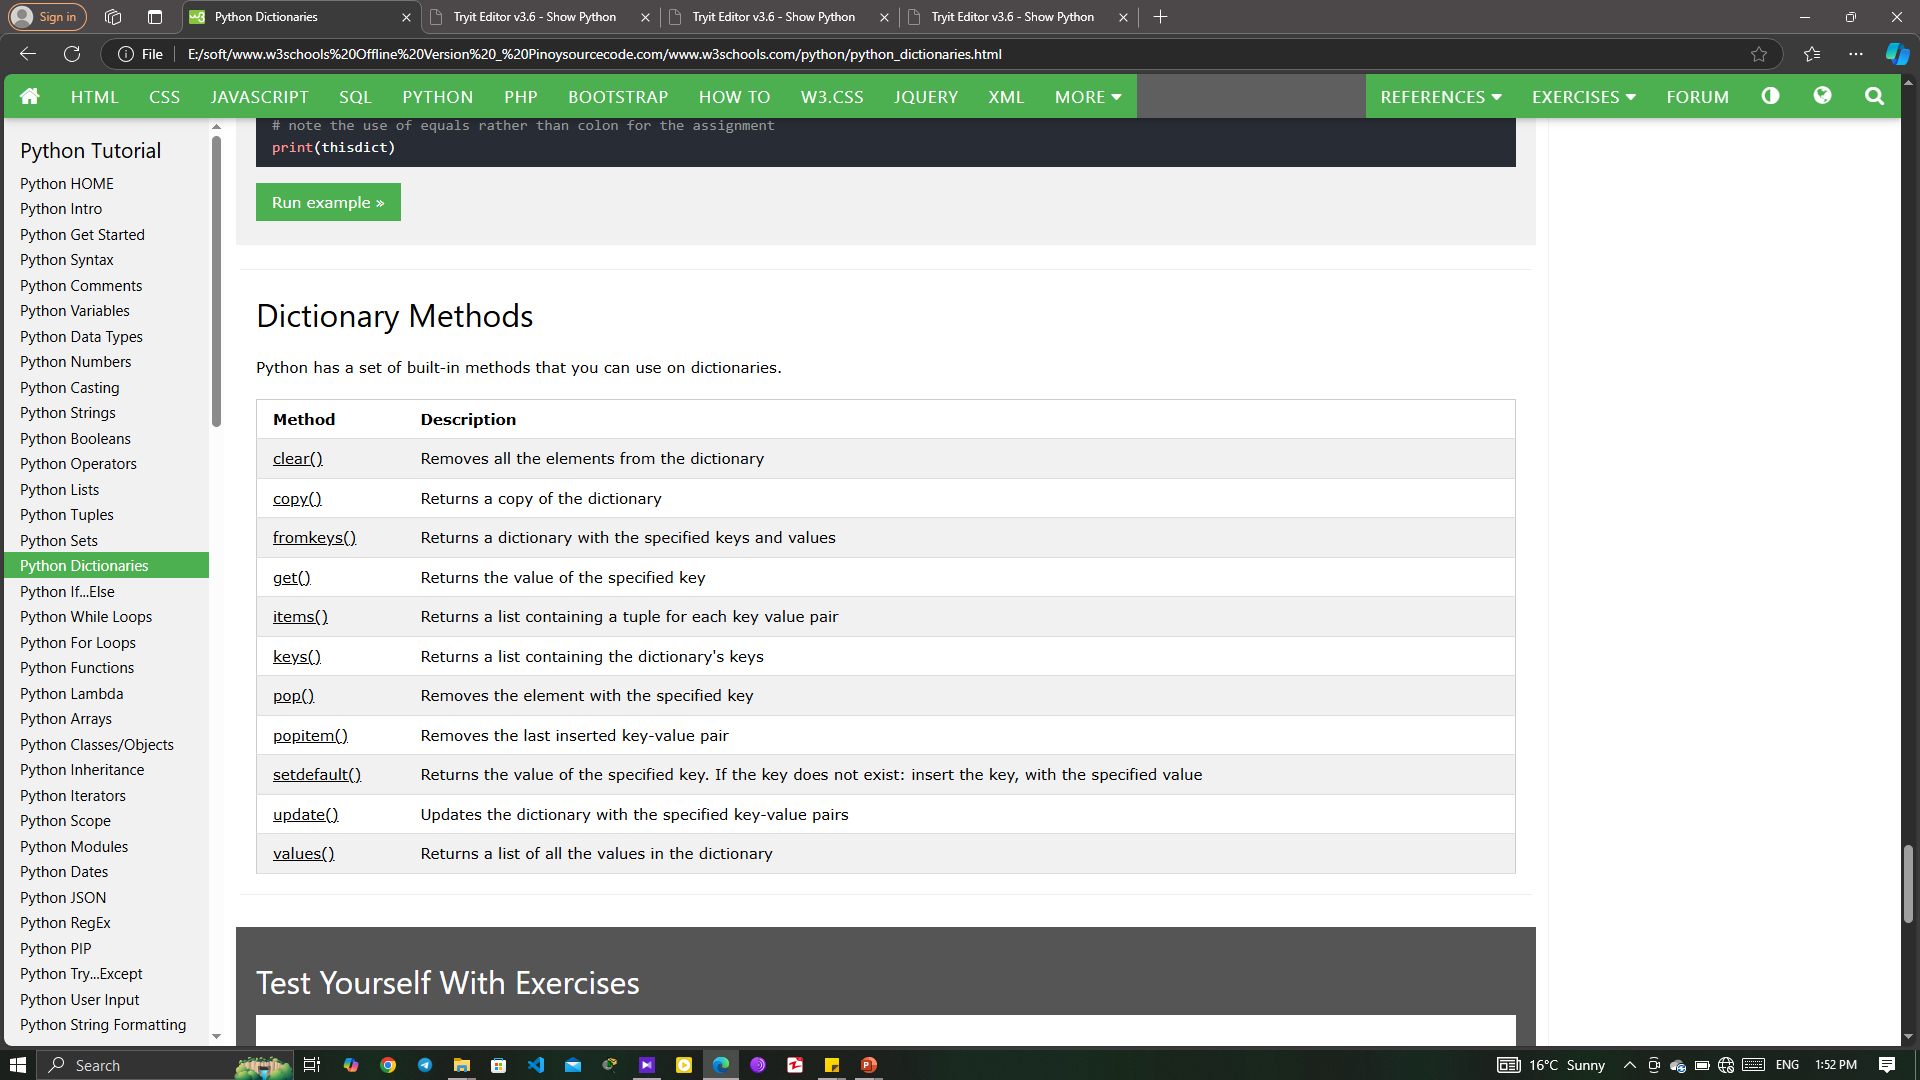 Sign in
Python Dictionaries
Tryit Editor v3.6 - Show Python
Tryit Editor v3.6 - Show Python
Tryit Editor v3.6 - Show Python
File
E:/soft/www.w3schools%20Offline%20Version%20_%20Pinoysourcecode.com/www.w3schools.com/python/python_dictionaries.html
HTML CSS JAVASCRIPT SQL PYTHON PHP BOOTSTRAP HOW TO W3.CSS JQUERY XML MORE REFERENCES EXERCISES FORUM
Python Tutorial
Python HOME
Python Intro
Python Get Started
Python Syntax
Python Comments
Python Variables
Python Data Types
Python Numbers
Python Casting
Python Strings
Python Booleans
Python Operators
Python Lists
Python Tuples
Python Sets
Python Dictionaries
Python If...Else
Python While Loops
Python For Loops
Python Functions
Python Lambda
Python Arrays
Python Classes/Objects
Python Inheritance
Python Iterators
Python Scope
Python Modules
Python Dates
Python JSON
Python RegEx
Python PIP
Python Try...Except
Python User Input
Python String Formatting
# note the use of equals rather than colon for the assignment
print(thisdict)
Run example »
Dictionary Methods
Python has a set of built-in methods that you can use on dictionaries.
Method Description
clear() Removes all the elements from the dictionary
copy() Returns a copy of the dictionary
fromkeys() Returns a dictionary with the specified keys and values
get() Returns the value of the specified key
items() Returns a list containing a tuple for each key value pair
keys() Returns a list containing the dictionary's keys
pop() Removes the element with the specified key
popitem() Removes the last inserted key-value pair
setdefault() Returns the value of the specified key. If the key does not exist: insert the key, with the specified value
update() Updates the dictionary with the specified key-value pairs
values() Returns a list of all the values in the dictionary
Test Yourself With Exercises
Search
16°C Sunny
ENG
1:52 PM